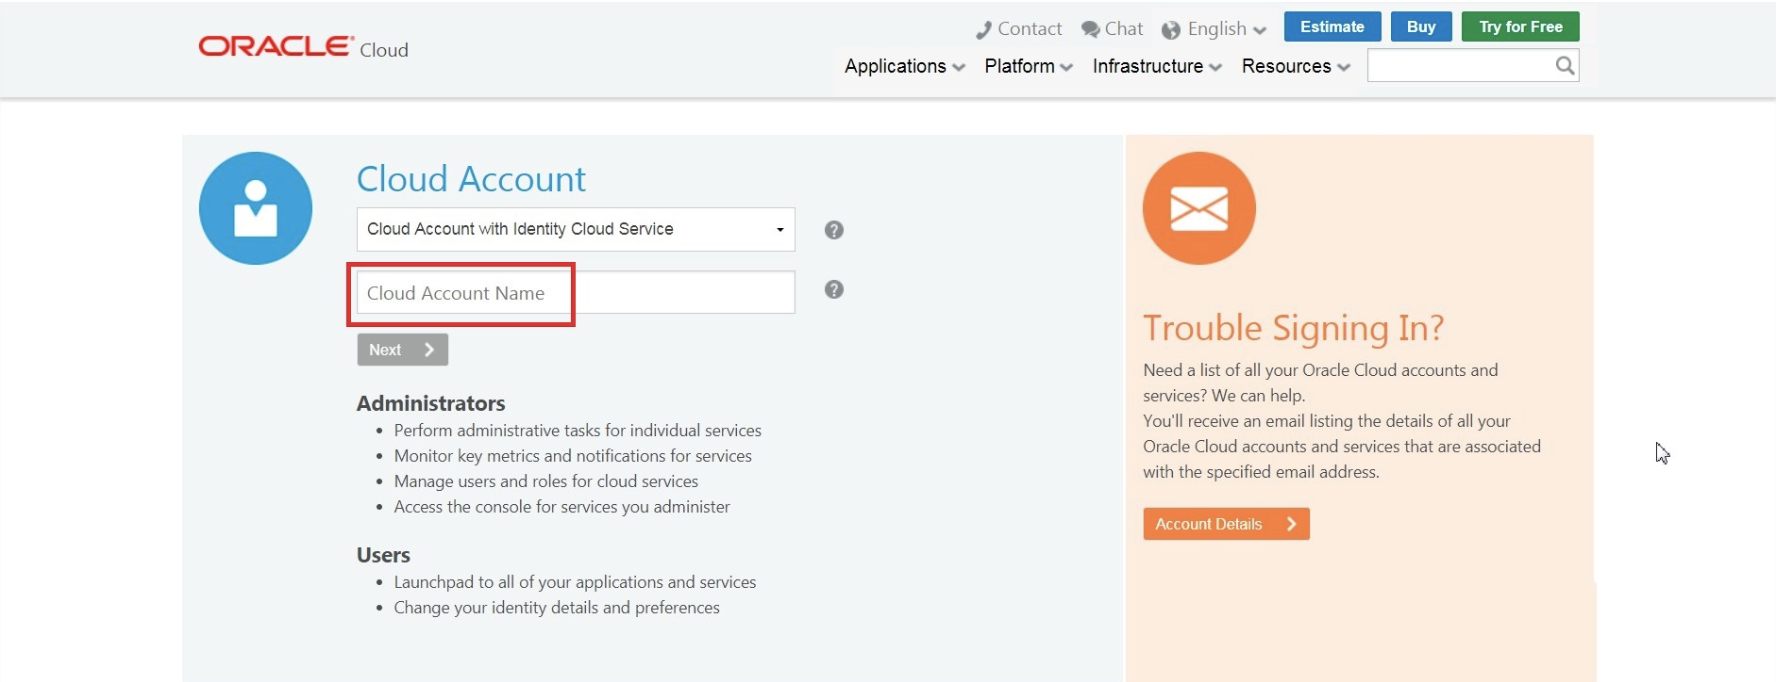 ORACLE Cloud
Contact Chat English Estimate Buy Try for Free
Applications Platform Infrastructure Resources
Cloud Account
Cloud Account with Identity Cloud Service
Cloud Account Name
Next
Administrators
• Perform administrative tasks for individual services
• Monitor key metrics and notifications for services
• Manage users and roles for cloud services
• Access the console for services you administer
Users
• Launchpad to all of your applications and services
• Change your identity details and preferences
Trouble Signing In?
Need a list of all your Oracle Cloud accounts and
services? We can help.
You'll receive an email listing the details of all your
Oracle Cloud accounts and services that are associated
with the specified email address.
Account Details